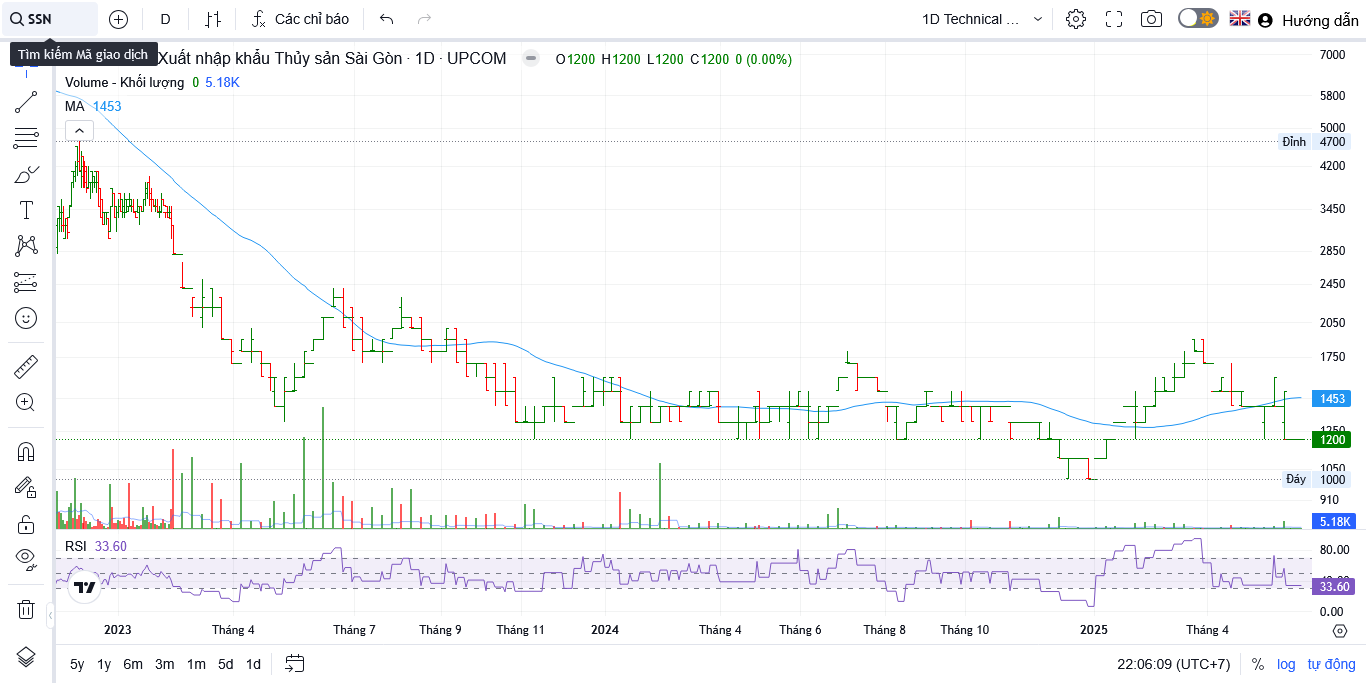 SSN
D
Các chỉ báo
1D Technical ...
Hướng dẫn
Tìm kiếm Mã giao dịch
Xuất nhập khẩu Thủy sản Sài Gòn · 1D · UPCOM
O1200 H1200 L1200 C1200 0 (0.00%)
Volume - Khối lượng 0 5.18K
MA 1453
7000
5800
5000
Đỉnh 4700
4200
3450
2850
2450
2050
1750
1453
1250
1200
1050
Đáy 1000
910
5.18K
RSI 33.60
80.00
33.60
0.00
2023 Tháng 4 Tháng 7 Tháng 9 Tháng 11 2024 Tháng 4 Tháng 6 Tháng 8 Tháng 10 2025 Tháng 4
5y 1y 6m 3m 1m 5d 1d
22:06:09 (UTC+7) % log tự động